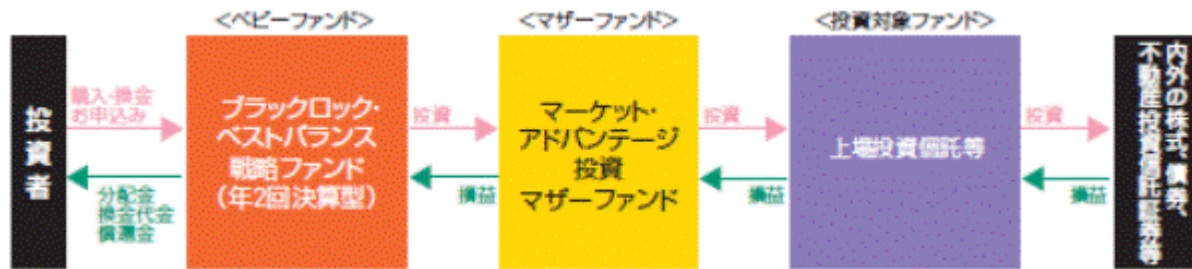 <ベビーファンド>
<マザーファンド>
<投資対象ファンド>
投資者
購入・換金
お申込み
分配金
換金代金
償還金
ブラックロック・
ベストバランス
戦略ファンド
(年2回決算型)
投資
損益
マーケット・
アドバンテージ
投資
マザーファンド
投資
損益
上場投資信託等
投資
損益
内外の株式、債券、
不動産投資信託証券等